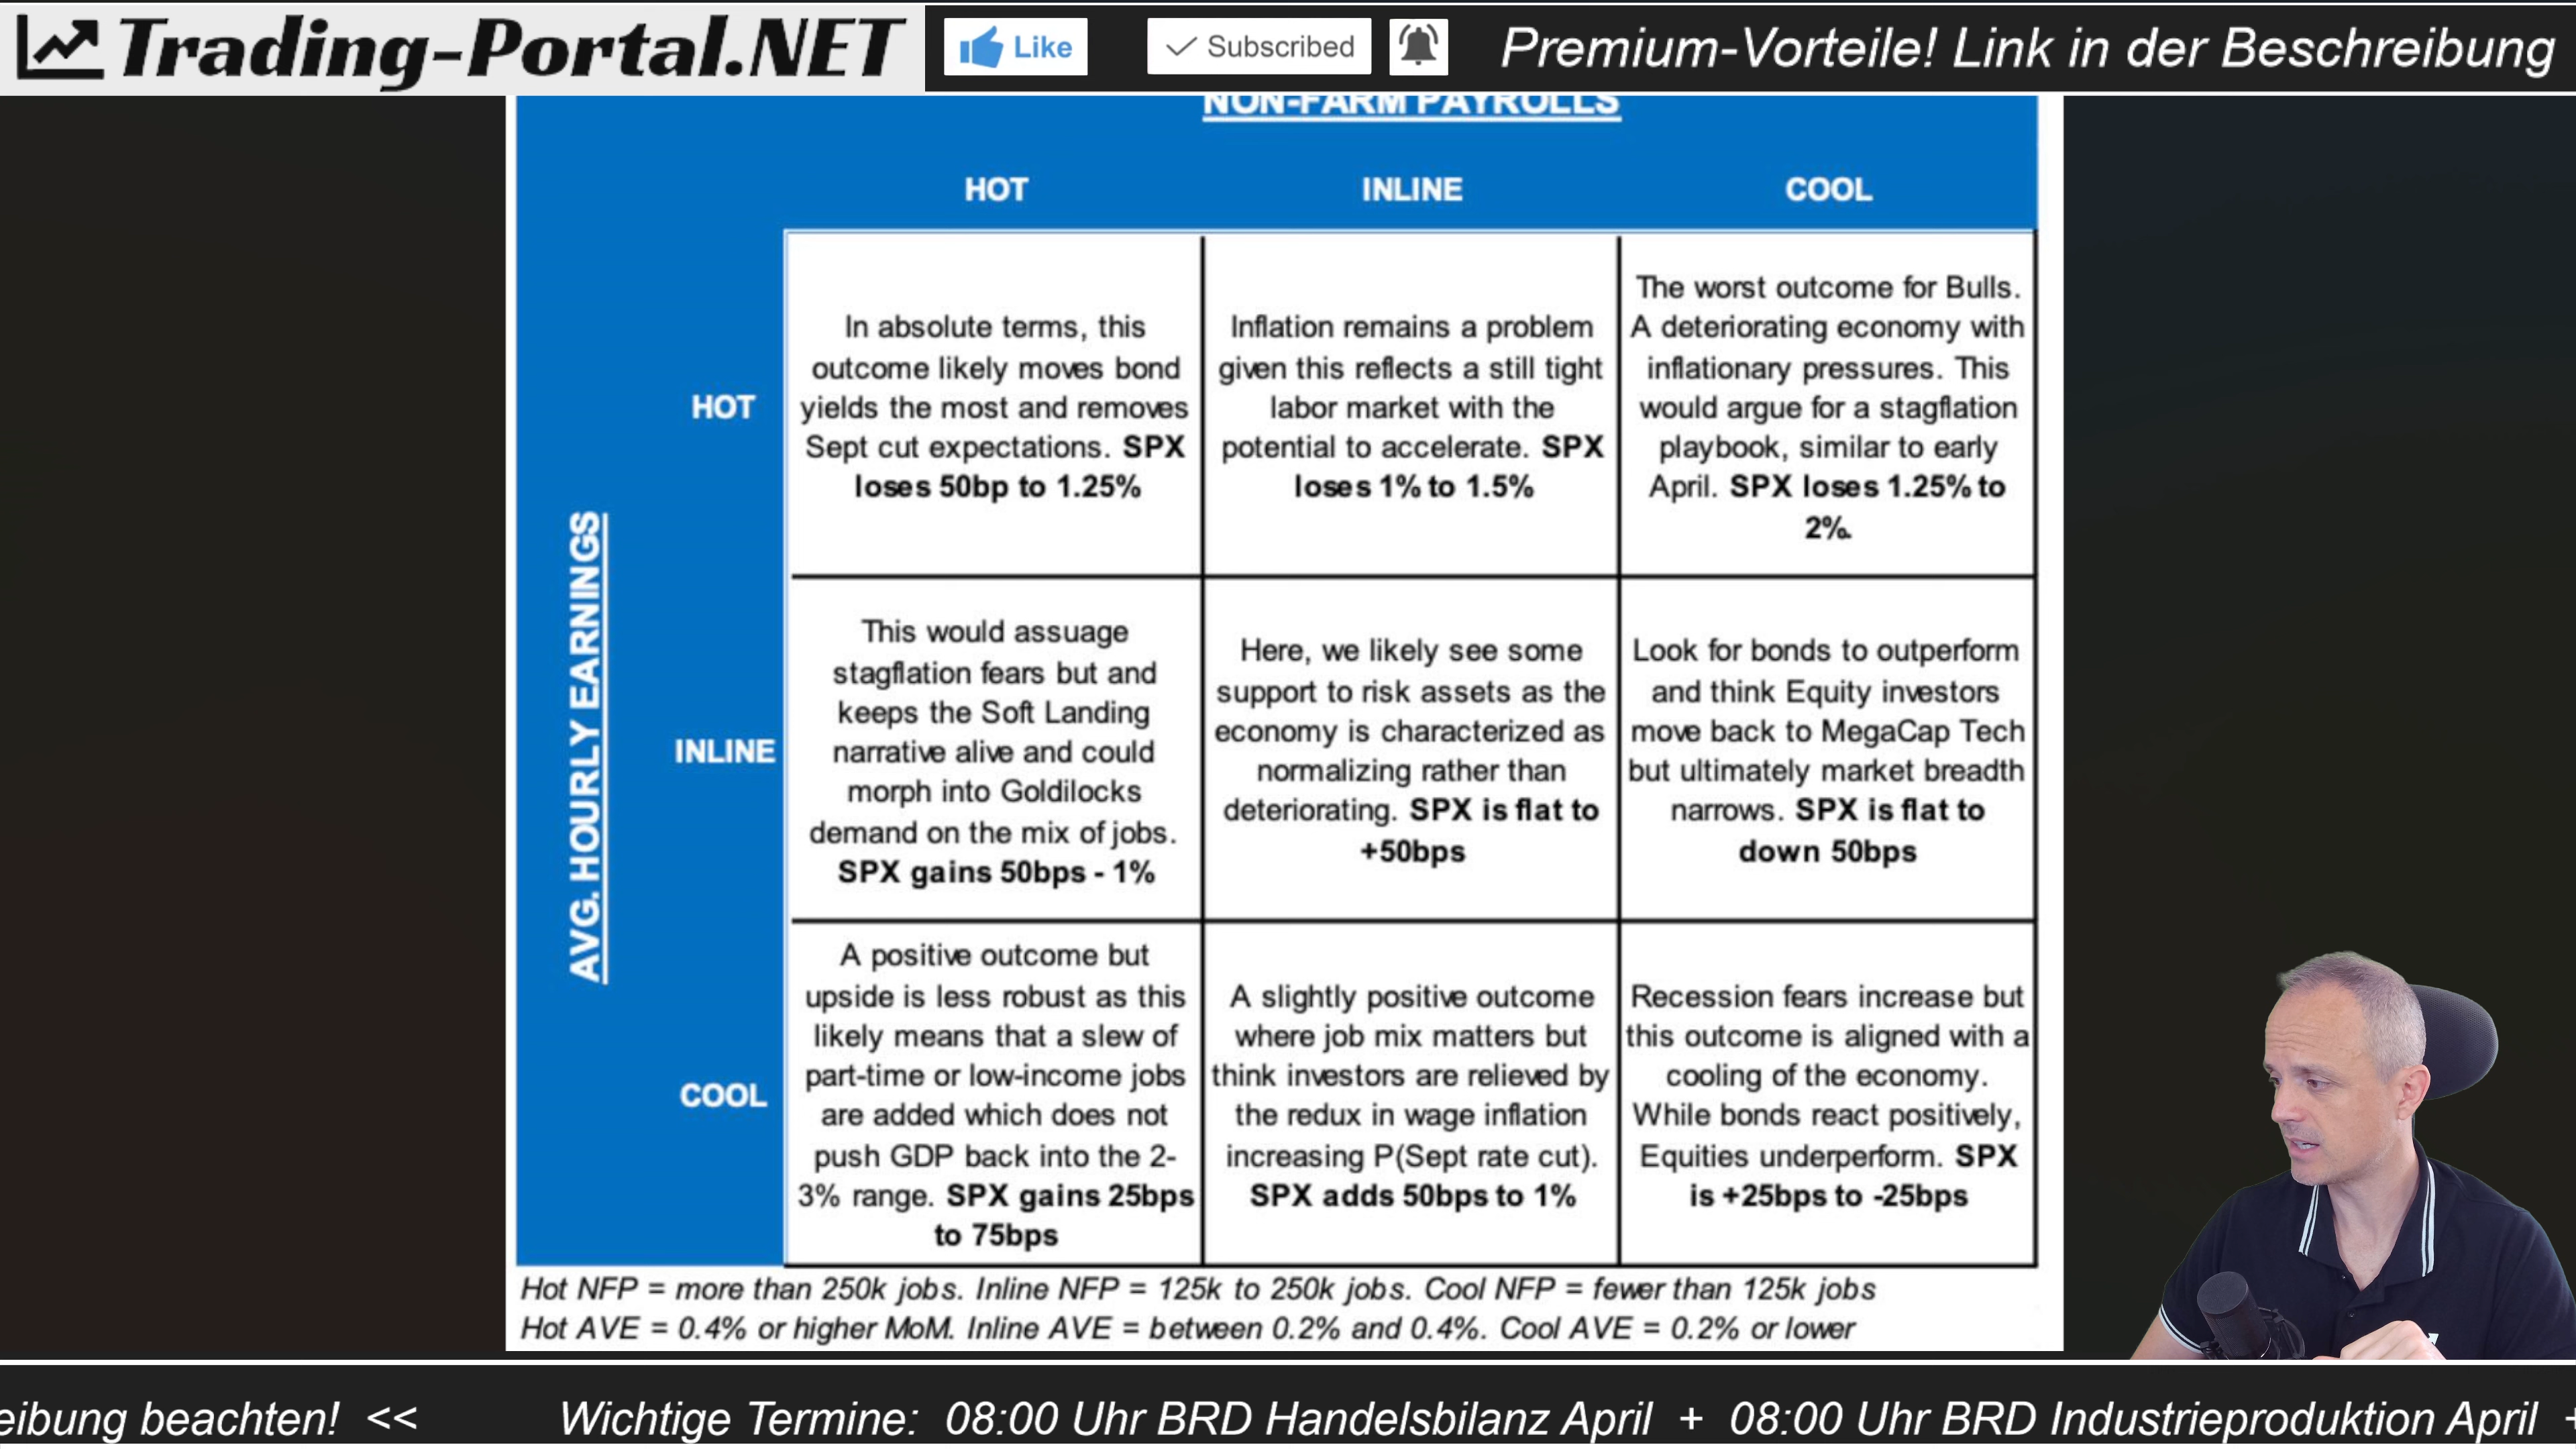 Trading-Portal.NET
Like
Subscribed
Premium-Vorteile! Link in der Beschreibung
NON-FARM PAYROLLS
HOT
INLINE
COOL
AVG. HOURLY EARNINGS
HOT
In absolute terms, this
outcome likely moves bond
yields the most and removes
Sept cut expectations. SPX
loses 50bp to 1.25%
Inflation remains a problem
given this reflects a still tight
labor market with the
potential to accelerate. SPX
loses 1% to 1.5%
The worst outcome for Bulls.
A deteriorating economy with
inflationary pressures. This
would argue for a stagflation
playbook, similar to early
April. SPX loses 1.25% to
2%.
INLINE
This would assuage
stagflation fears but and
keeps the Soft Landing
narrative alive and could
morph into Goldilocks
demand on the mix of jobs.
SPX gains 50bps - 1%
Here, we likely see some
support to risk assets as the
economy is characterized as
normalizing rather than
deteriorating. SPX is flat to
+50bps
Look for bonds to outperform
and think Equity investors
move back to MegaCap Tech
but ultimately market breadth
narrows. SPX is flat to
down 50bps
COOL
A positive outcome but
upside is less robust as this
likely means that a slew of
part-time or low-income jobs
are added which does not
push GDP back into the 2-
3% range. SPX gains 25bps
to 75bps
A slightly positive outcome
where job mix matters but
think investors are relieved by
the redux in wage inflation
increasing P(Sept rate cut).
SPX adds 50bps to 1%
Recession fears increase but
this outcome is aligned with a
cooling of the economy.
While bonds react positively,
Equities underperform. SPX
is +25bps to -25bps
Hot NFP = more than 250k jobs. Inline NFP = 125k to 250k jobs. Cool NFP = fewer than 125k jobs
Hot AVE = 0.4% or higher MoM. Inline AVE = between 0.2% and 0.4%. Cool AVE = 0.2% or lower
eibung beachten! << Wichtige Termine: 08:00 Uhr BRD Handelsbilanz April + 08:00 Uhr BRD Industrieproduktion April +